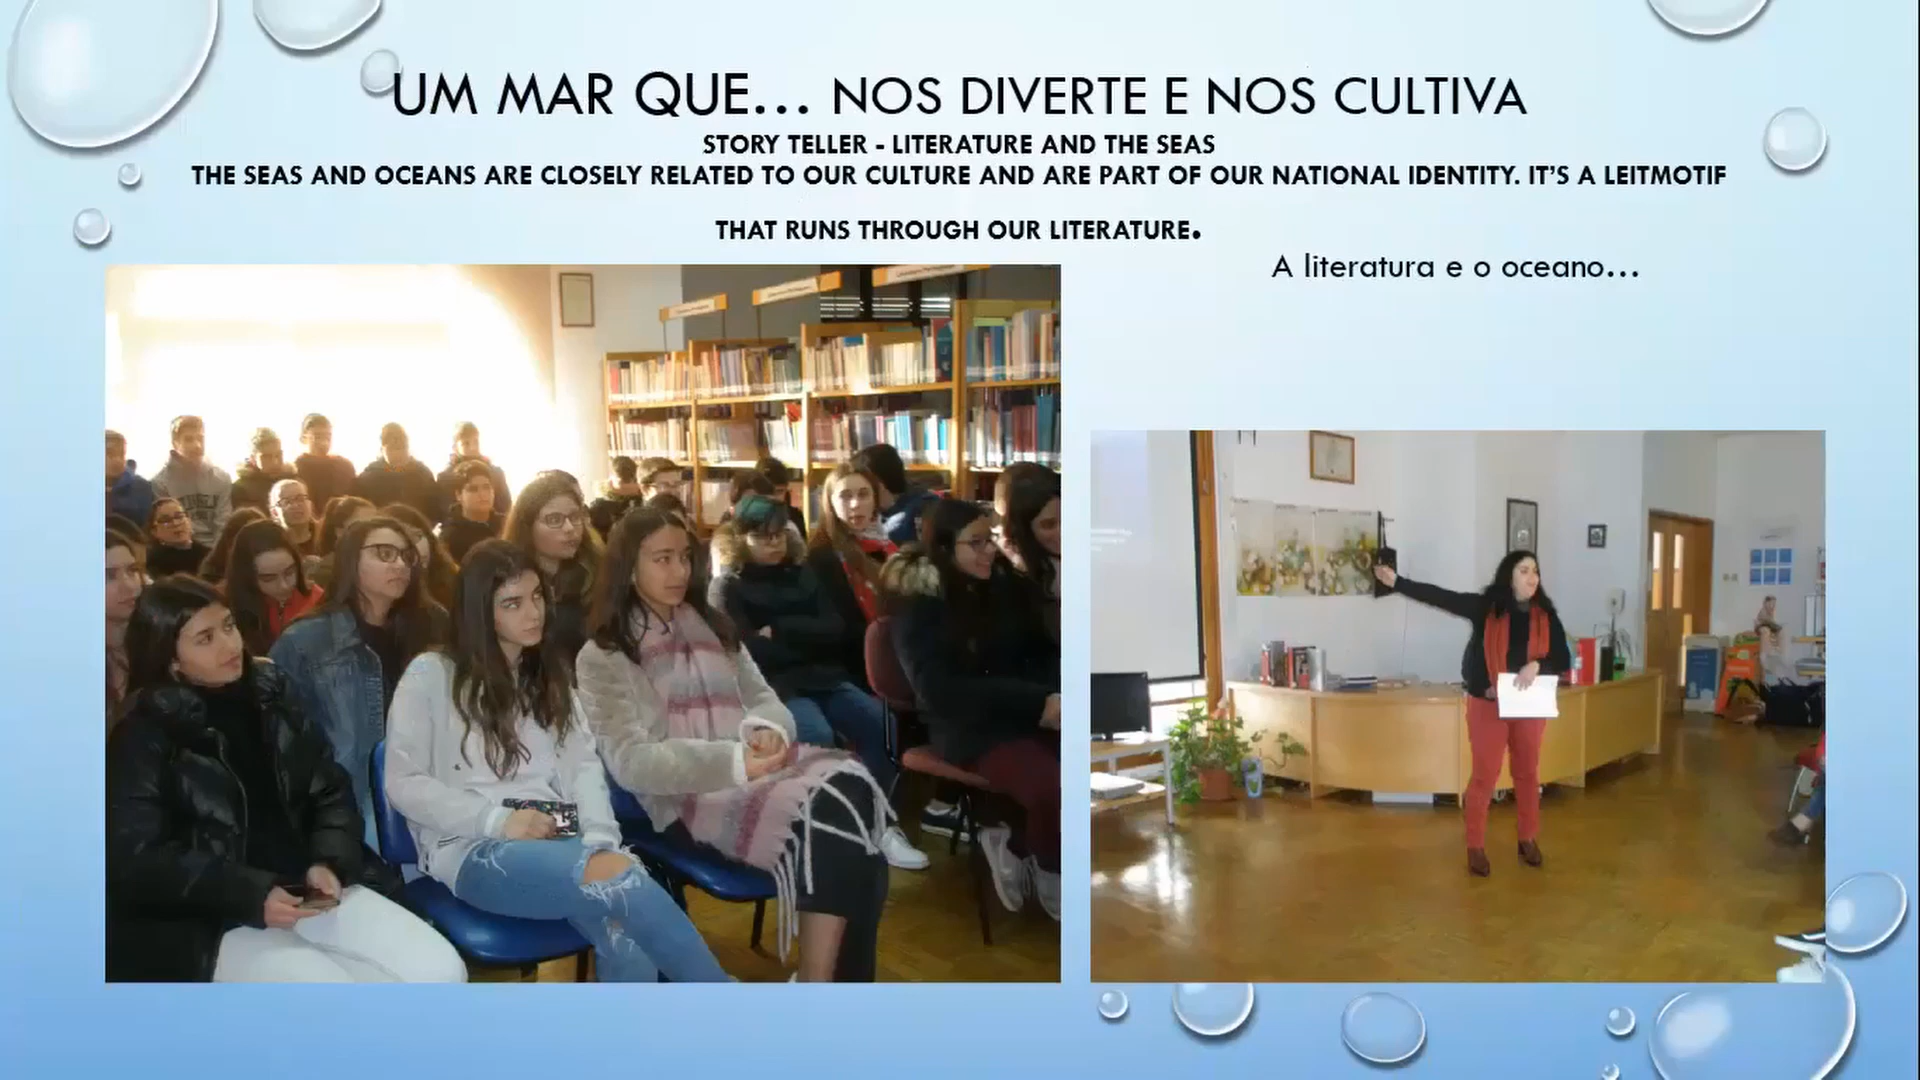 UM MAR QUE... NOS DIVERTE E NOS CULTIVA
STORY TELLER - LITERATURE AND THE SEAS
THE SEAS AND OCEANS ARE CLOSELY RELATED TO OUR CULTURE AND ARE PART OF OUR NATIONAL IDENTITY. IT'S A LEITMOTIF
THAT RUNS THROUGH OUR LITERATURE.
A literatura e o oceano...